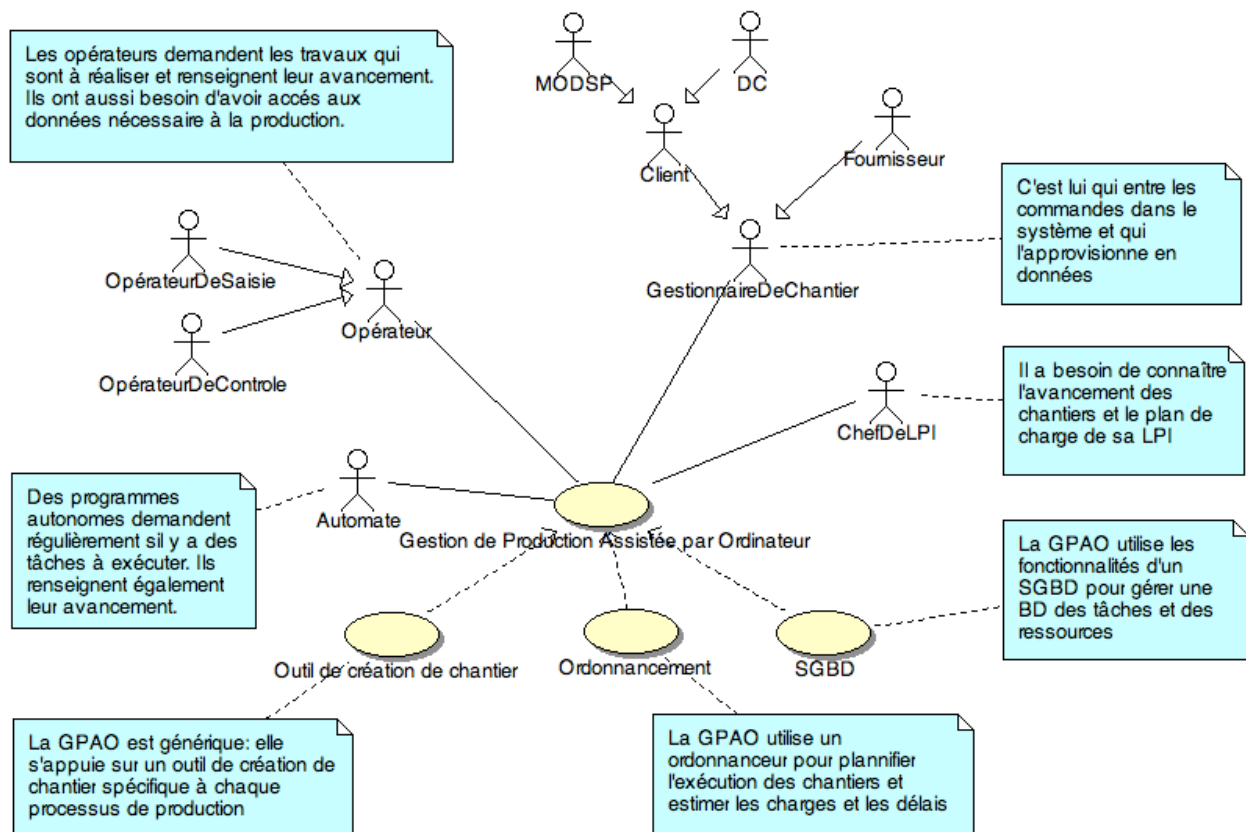 Les opérateurs demandent les travaux qui
sont à réaliser et renseignent leur avancement.
Ils ont aussi besoin d'avoir accés aux
données nécessaire à la production.
MODSP
DC
Client
Fournisseur
C'est lui qui entre les
commandes dans le
système et qui
l'approvisionne en
données
OpérateurDeSaisie
GestionnaireDeChantier
Opérateur
OpérateurDeControle
Il a besoin de connaître
l'avancement des
chantiers et le plan de
charge de sa LPI
ChefDeLPI
Des programmes
autonomes demandent
régulièrement sil y a des
tâches à exécuter. Ils
renseignent également
leur avancement.
Automate
Gestion de Production Assistée par Ordinateur
La GPAO utilise les
fonctionnalités d'un
SGBD pour gérer une
BD des tâches et des
ressources
Outil de création de chantier
Ordonnancement
SGBD
La GPAO est générique: elle
s'appuie sur un outil de création de
chantier spécifique à chaque
processus de production
La GPAO utilise un
ordonnanceur pour plannifier
l'exécution des chantiers et
estimer les charges et les délais